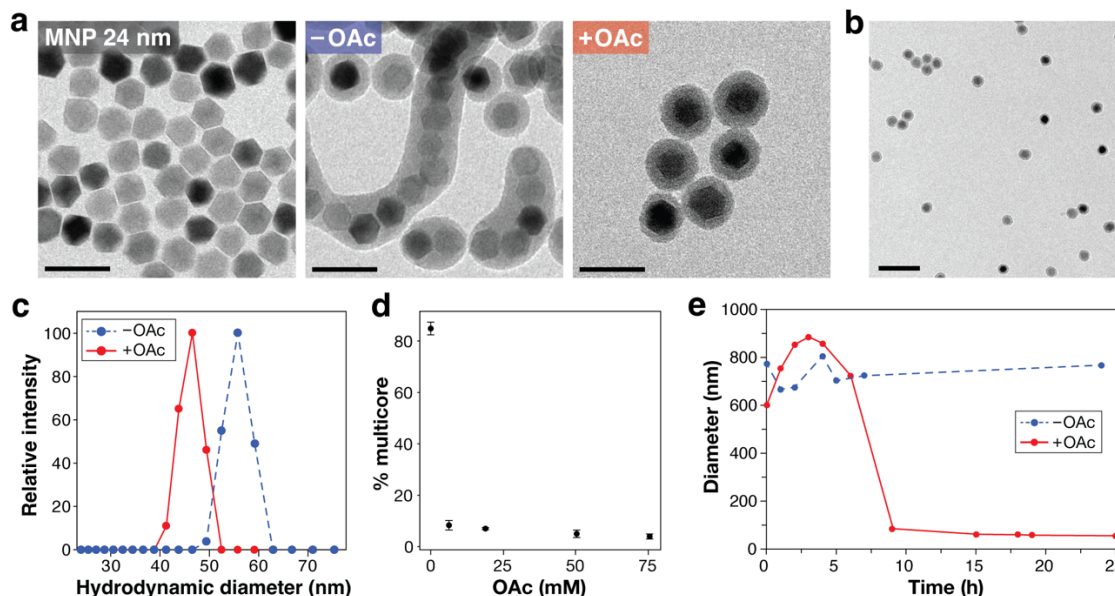 a
MNP 24 nm
−OAc
+OAc
b
c
−OAc
+OAc
Relative intensity
100
80
60
40
20
0
30
40
50
60
70
Hydrodynamic diameter (nm)
d
% multicore
80
60
40
20
0
0
25
50
75
OAc (mM)
e
Diameter (nm)
1000
800
600
400
200
0
−OAc
+OAc
0
5
10
15
20
25
Time (h)